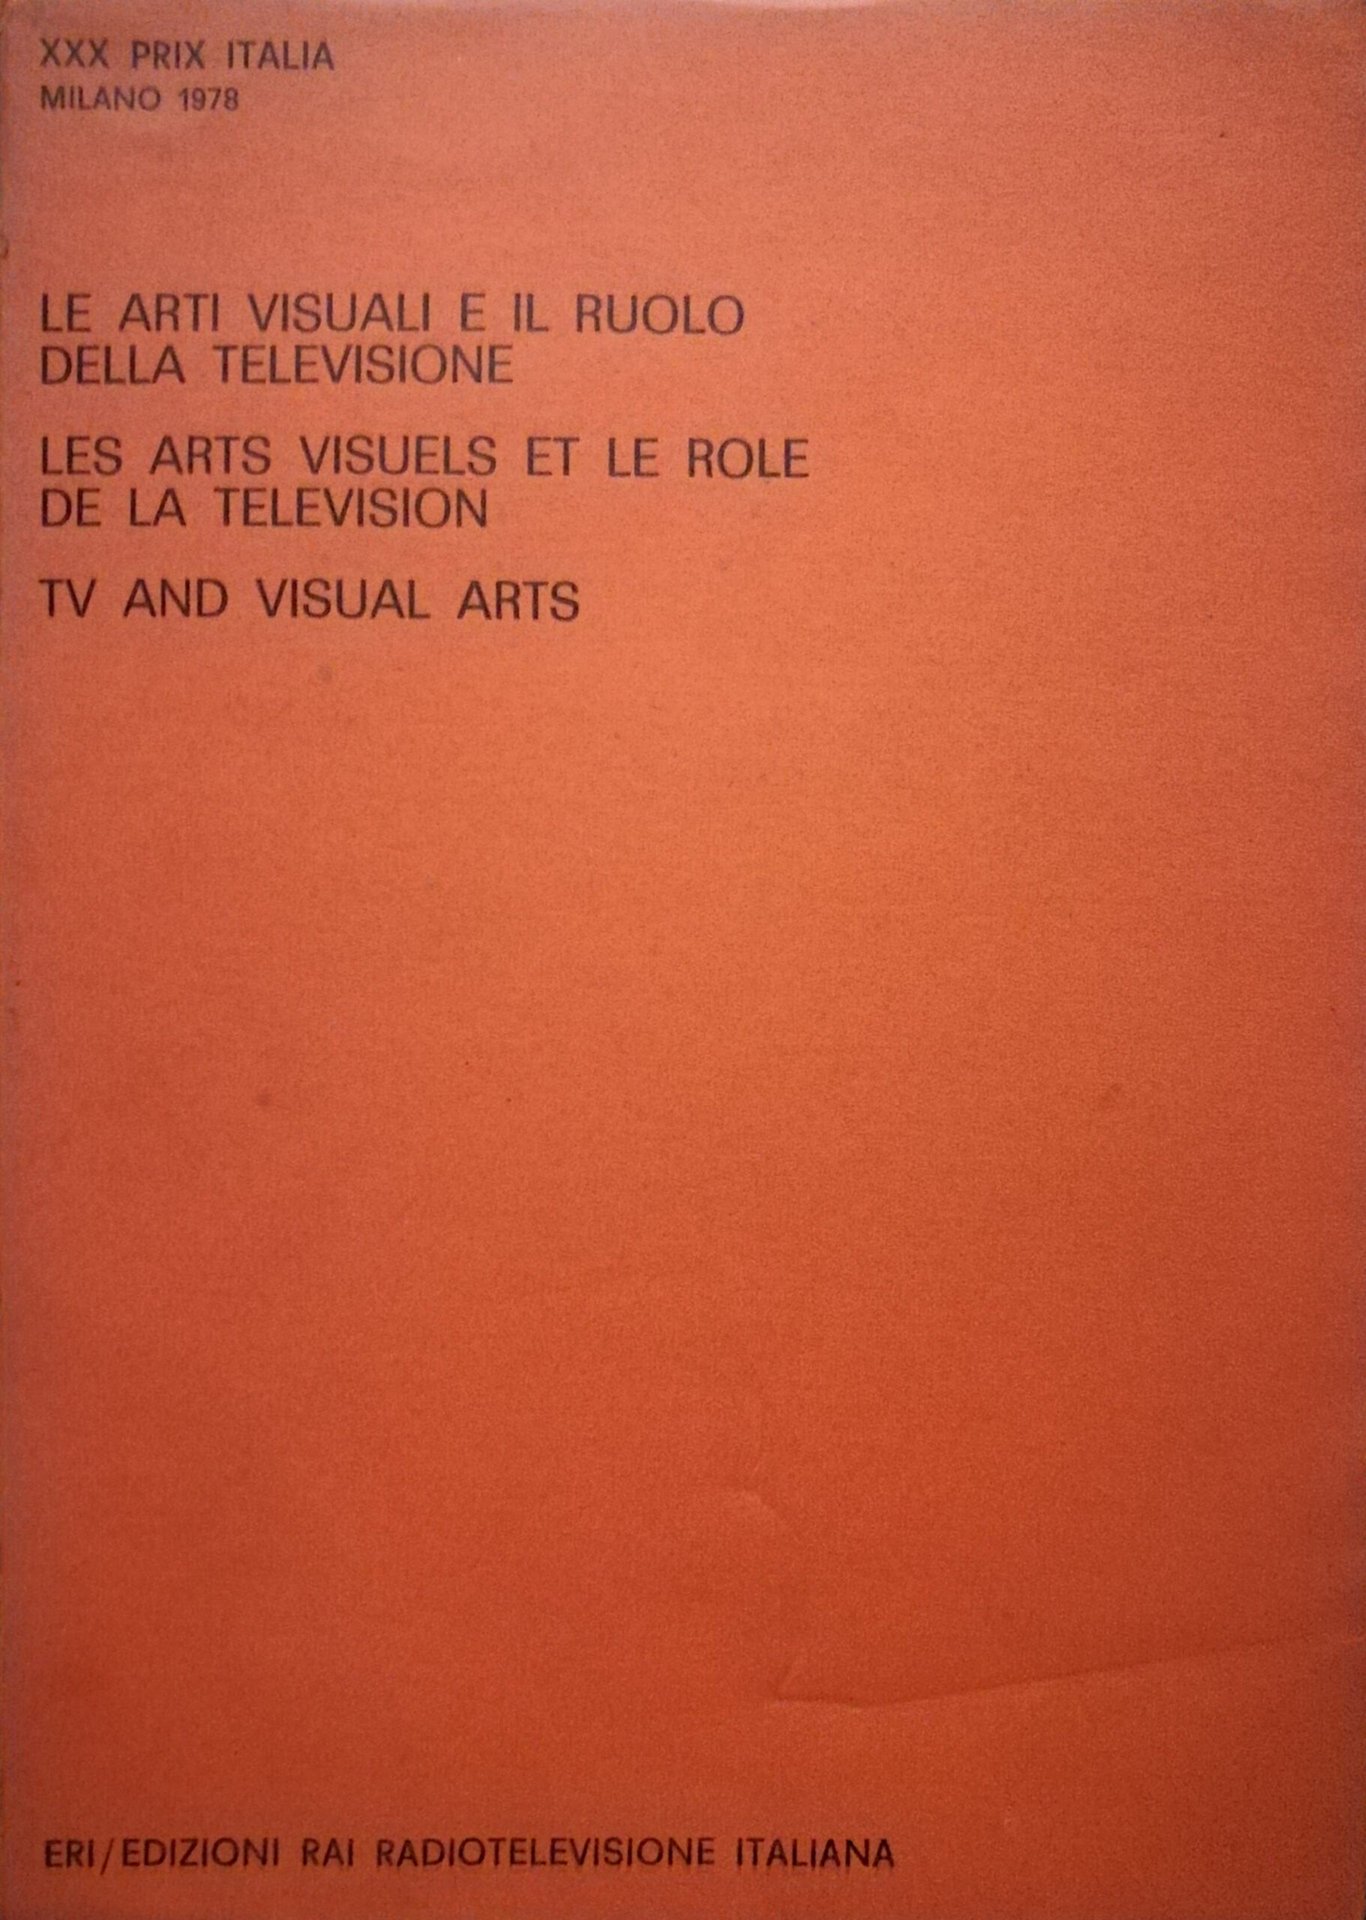 XXX PRIX ITALIA
MILANO 1978
LE ARTI VISUALI E IL RUOLO
DELLA TELEVISIONE
LES ARTS VISUELS ET LE ROLE
DE LA TELEVISION
TV AND VISUAL ARTS
ERI/EDIZIONI RAI RADIOTELEVISIONE ITALIANA